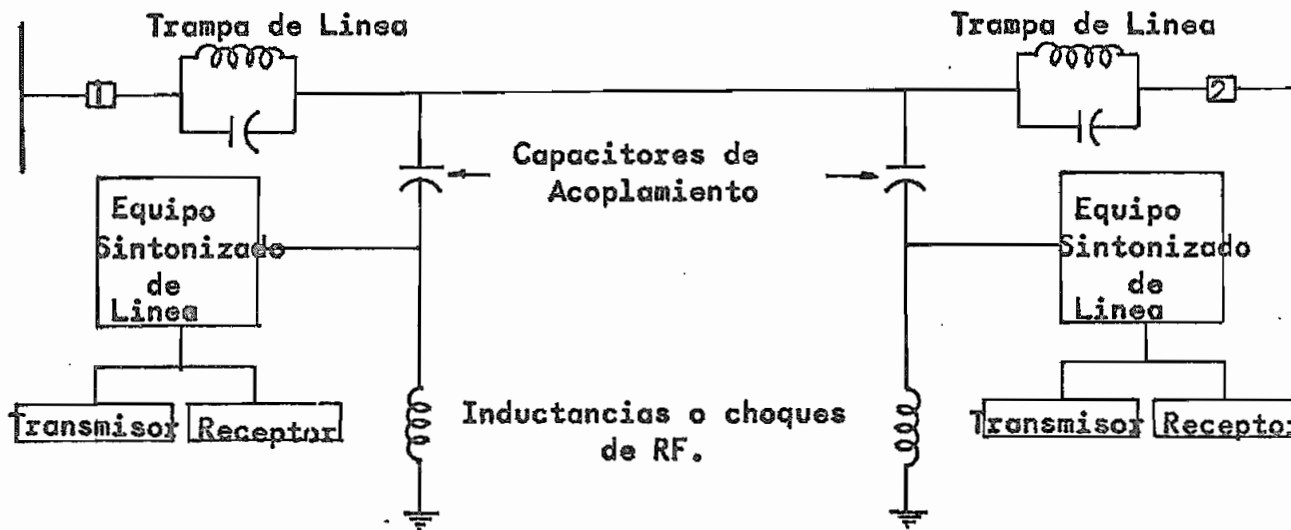 Trampa de Linea
Trampa de Linea
1
2
Capacitores de
Acoplamiento
Equipo
Sintonizado
de
Linea
Equipo
Sintonizado
de
Linea
Transmisor
Receptor
Inductancias o choques
de RF.
Transmisor
Receptor